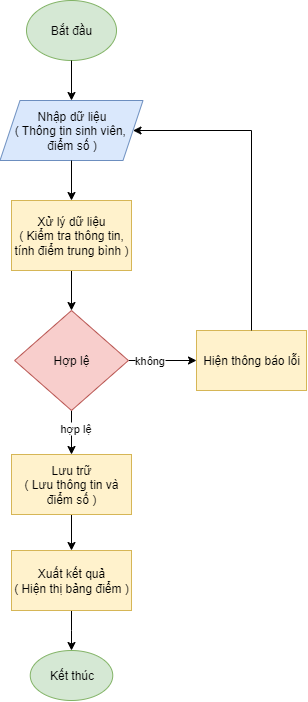 Bắt đầu
Nhập dữ liệu
( Thông tin sinh viên,
điểm số )
Xử lý dữ liệu
( Kiểm tra thông tin,
tính điểm trung bình )
Hợp lệ
không
Hiện thông báo lỗi
hợp lệ
Lưu trữ
( Lưu thông tin và
điểm số )
Xuất kết quả
( Hiện thị bảng điểm )
Kết thúc